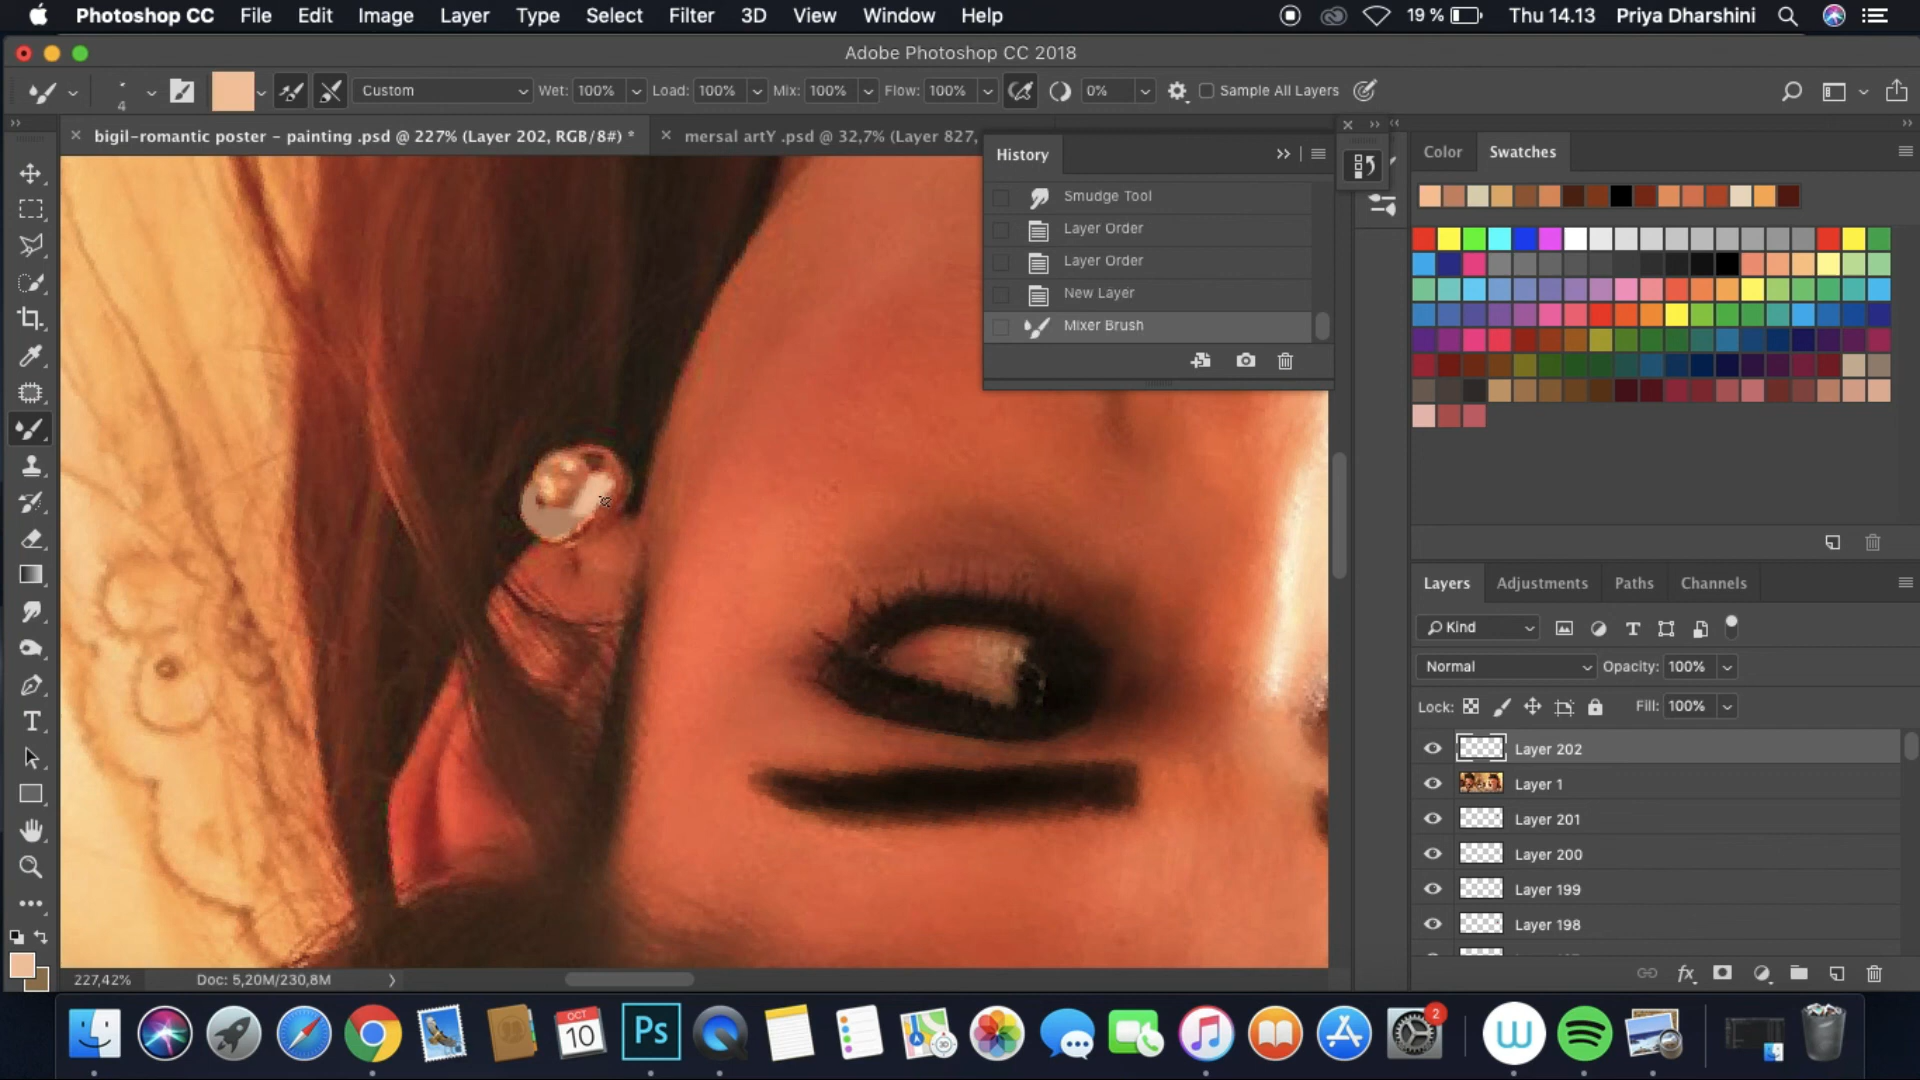 Photoshop CC File Edit Image Layer Type Select Filter 3D View Window Help 19 % Thu 14.13 Priya Dharshini
Adobe Photoshop CC 2018
4 Custom Wet: 100% Load: 100% Mix: 100% Flow: 100% 0% Sample All Layers
bigil-romantic poster - painting .psd @ 227% (Layer 202, RGB/8#) *
mersal artY .psd @ 32,7% (Layer 827,
History
Smudge Tool
Layer Order
Layer Order
New Layer
Mixer Brush
Color Swatches
Layers Adjustments Paths Channels
Kind
Normal Opacity: 100%
Lock: Fill: 100%
Layer 202
Layer 1
Layer 201
Layer 200
Layer 199
Layer 198
227,42% Doc: 5,20M/230,8M
OCT
10
Ps
2